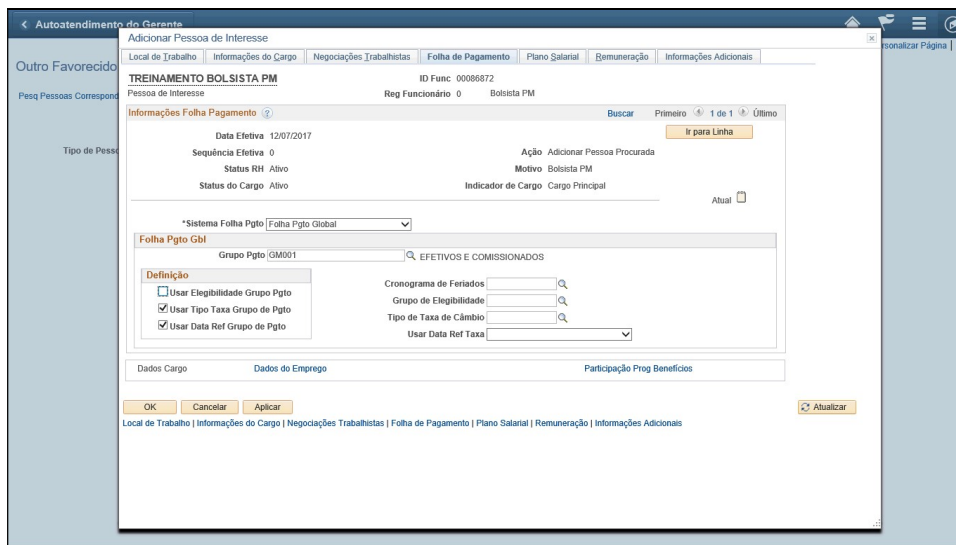 Autoatendimento do Gerente
Adicionar Pessoa de Interesse
rsonalizar Página |
Outro Favorecido
Pesq Pessoas Correspond
Tipo de Pesso
Local de Trabalho Informações do Cargo Negociações Trabalhistas Folha de Pagamento Plano Salarial Remuneração Informações Adicionais
TREINAMENTO BOLSISTA PM ID Func 00086872
Pessoa de Interesse Reg Funcionário 0 Bolsista PM
Informações Folha Pagamento ? Buscar Primeiro 1 de 1 Último
Data Efetiva 12/07/2017 Ir para Linha
Sequência Efetiva 0 Ação Adicionar Pessoa Procurada
Status RH Ativo Motivo Bolsista PM
Status do Cargo Ativo Indicador de Cargo Cargo Principal
Atual
*Sistema Folha Pgto Folha Pgto Global
Folha Pgto Gbl
Grupo Pgto GM001 EFETIVOS E COMISSIONADOS
Definição
Usar Elegibilidade Grupo Pgto
Usar Tipo Taxa Grupo de Pgto
Usar Data Ref Grupo de Pgto
Cronograma de Feriados
Grupo de Elegibilidade
Tipo de Taxa de Câmbio
Usar Data Ref Taxa
Dados Cargo Dados do Emprego Participação Prog Benefícios
OK Cancelar Aplicar Atualizar
Local de Trabalho | Informações do Cargo | Negociações Trabalhistas | Folha de Pagamento | Plano Salarial | Remuneração | Informações Adicionais